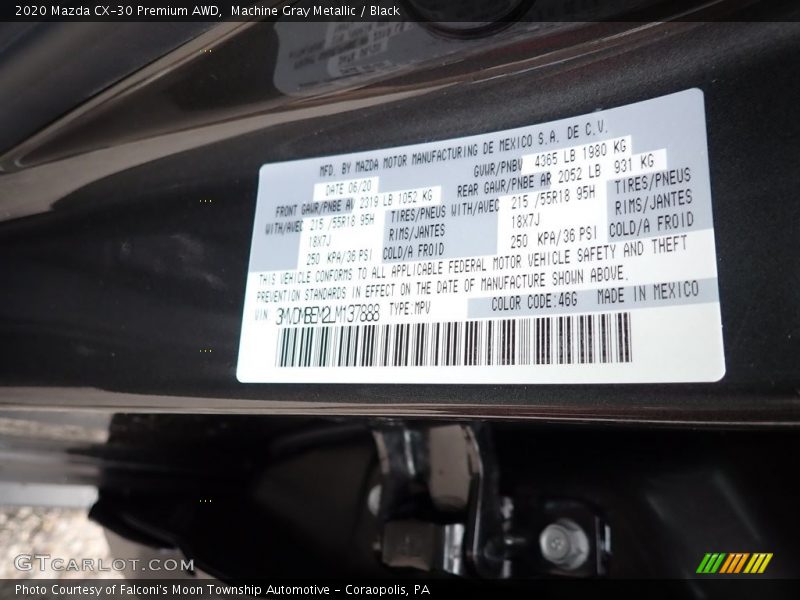 2020 Mazda CX-30 Premium AWD,  Machine Gray Metallic / Black
MFD. BY MAZDA MOTOR MANUFACTURING DE MEXICO S.A. DE C.V.
DATE 06/20 GVWR/PNBV 4365 LB 1980 KG
FRONT GAWR/PNBE AV 2319 LB 1052 KG REAR GAWR/PNBE AR 2052 LB 931 KG
WITH/AVEC 215 /55R18 95H TIRES/PNEUS WITH/AVEC 215 /55R18 95H TIRES/PNEUS
18X7J RIMS/JANTES 18X7J RIMS/JANTES
250 KPA/36 PSI COLD/A FROID 250 KPA/36 PSI COLD/A FROID
THIS VEHICLE CONFORMS TO ALL APPLICABLE FEDERAL MOTOR VEHICLE SAFETY AND THEFT
PREVENTION STANDARDS IN EFFECT ON THE DATE OF MANUFACTURE SHOWN ABOVE.
VIN 3MVDMBEM2LM137888 TYPE:MPV COLOR CODE:46G MADE IN MEXICO
GTCARLOT.COM
Photo Courtesy of Falconi's Moon Township Automotive - Coraopolis, PA